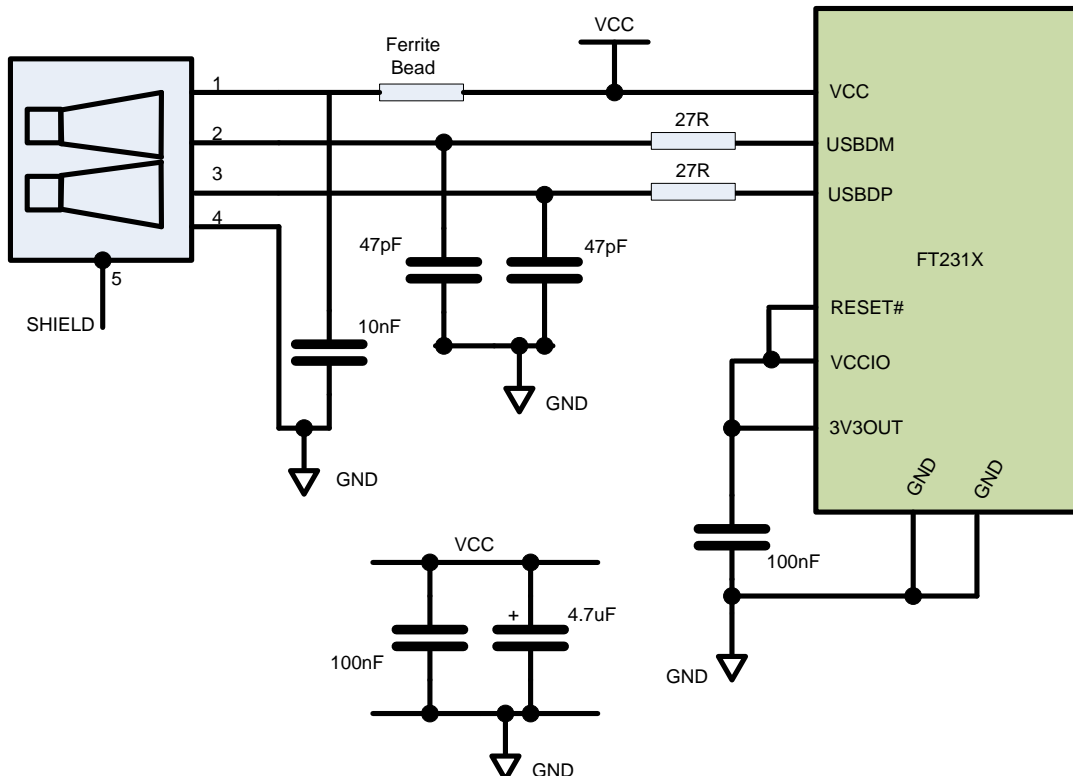 VCC
Ferrite
Bead
1
VCC
27R
2
USBDM
27R
3
USBDP
4
47pF
47pF
FT231X
5
SHIELD
10nF
RESET#
VCCIO
GND
3V3OUT
GND
GND
GND
VCC
100nF
+
4.7uF
100nF
GND
GND